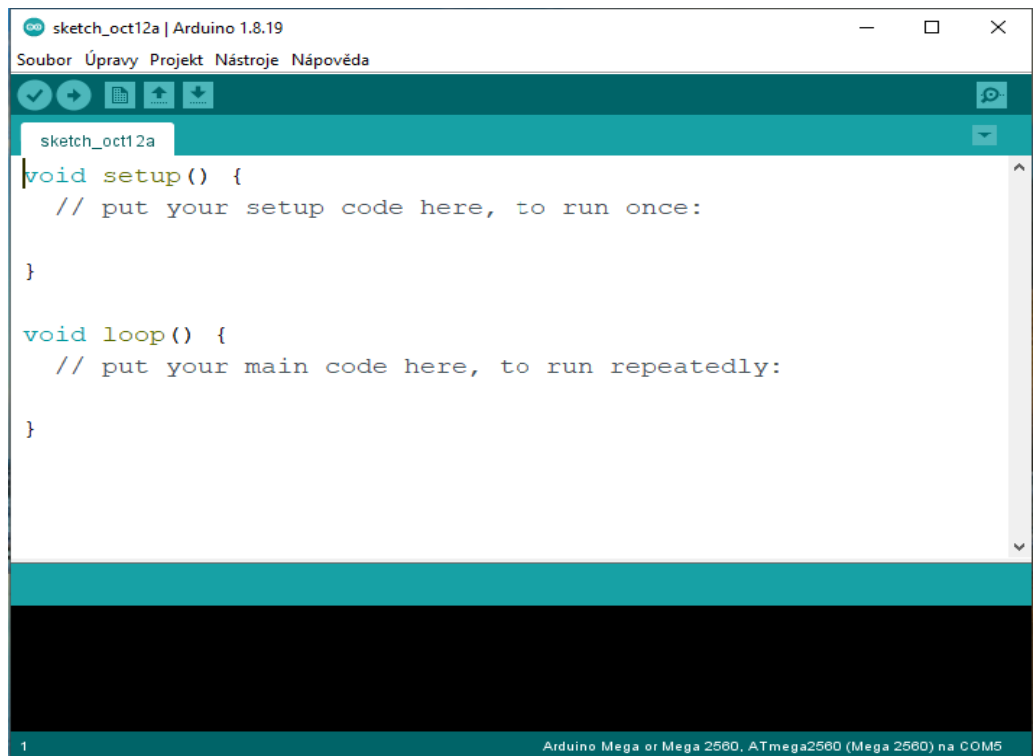 sketch_oct12a | Arduino 1.8.19
Soubor Úpravy Projekt Nástroje Nápověda
sketch_oct12a
void setup() {
  // put your setup code here, to run once:
}
void loop() {
  // put your main code here, to run repeatedly:
}
1 Arduino Mega or Mega 2560, ATmega2560 (Mega 2560) na COM5